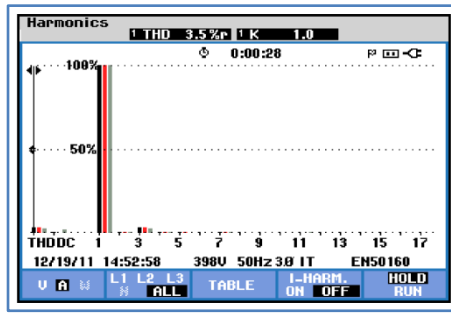 Harmonics
1 THD 3.5%r 1 K 1.0
0:00:28
100%
50%
THDDC 1 3 5 7 9 11 13 15 17
12/19/11 14:52:58 398V 50Hz 3Ø IT EN50160
V A W L1 L2 L3 N ALL TABLE I-HARM. ON OFF HOLD RUN